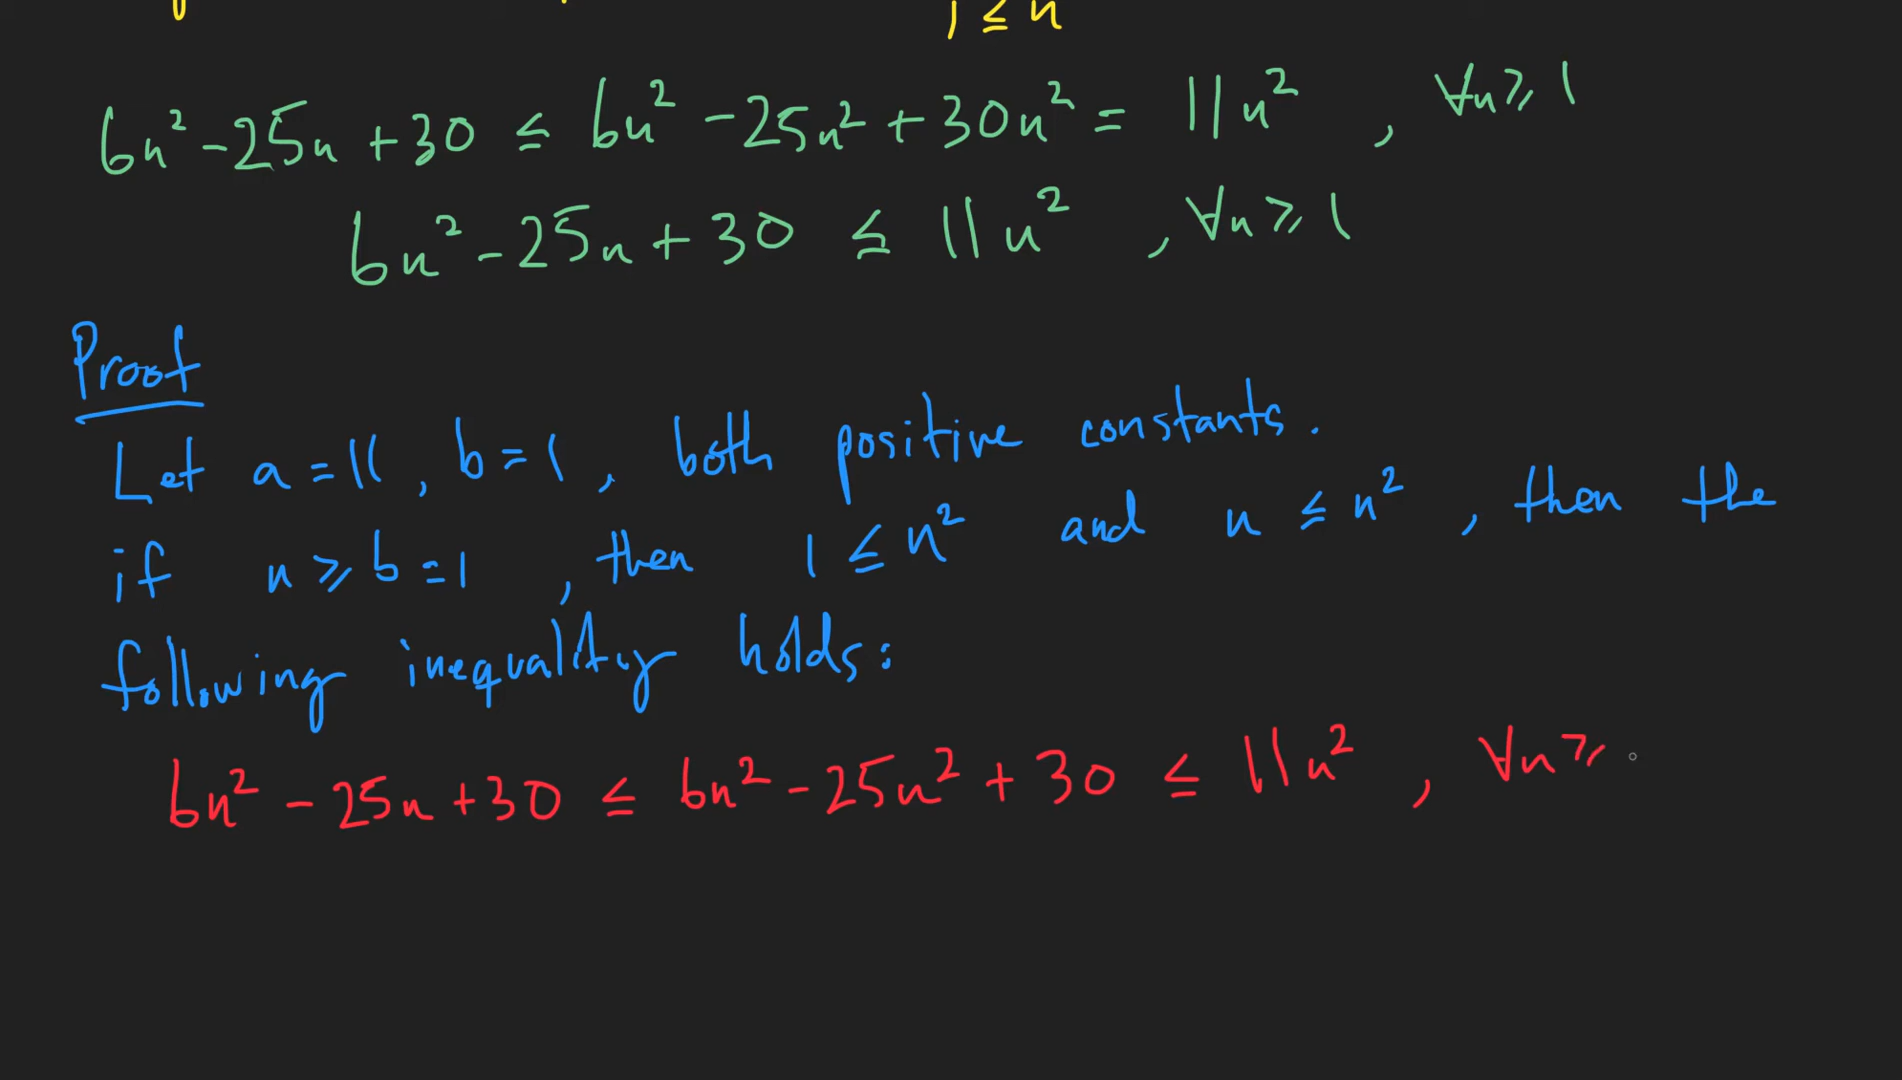 1 ≤ n
6n² - 25n + 30 ≤ 6n² - 25n² + 30n² = 11n² , ∀n ≥ 1
6n² - 25n + 30 ≤ 11n² , ∀n ≥ 1
Proof
Let a = 11 , b = 1 , both positive constants.
if n ≥ b = 1 , then 1 ≤ n² and n ≤ n² , then the
following inequality holds:
6n² - 25n + 30 ≤ 6n² - 25n² + 30 ≤ 11n² , ∀n ≥